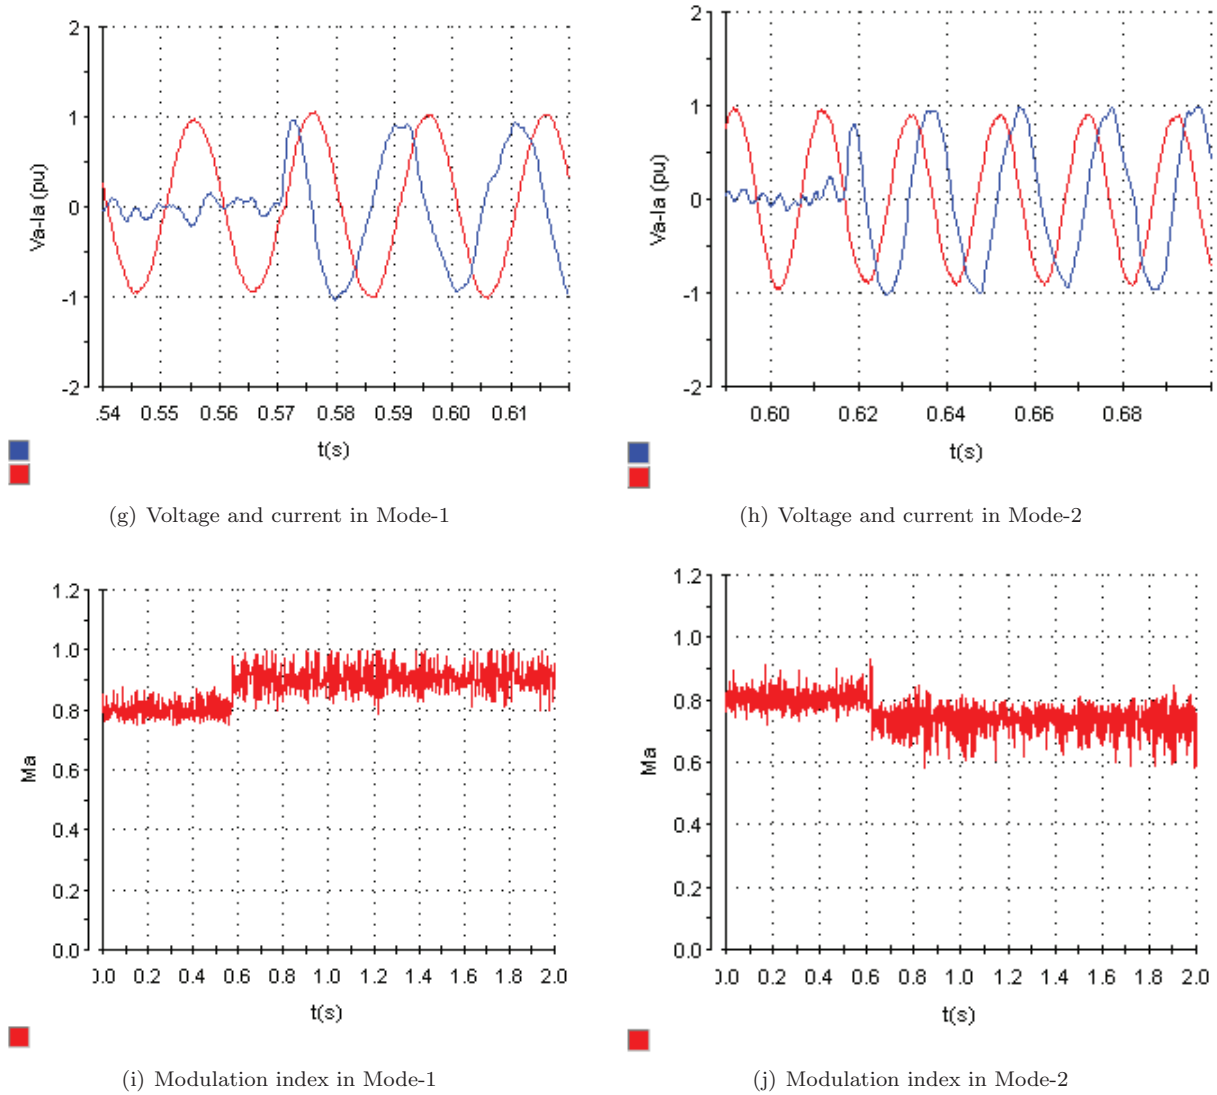 2
1
0
-1
-2
Va-Ia (pu)
.54 0.55 0.56 0.57 0.58 0.59 0.60 0.61
t(s)
(g) Voltage and current in Mode-1
2
1
0
-1
-2
Va-Ia (pu)
0.60 0.62 0.64 0.66 0.68
t(s)
(h) Voltage and current in Mode-2
1.2
1.0
0.8
0.6
0.4
0.2
0.0
Ma
0.0 0.2 0.4 0.6 0.8 1.0 1.2 1.4 1.6 1.8 2.0
t(s)
(i) Modulation index in Mode-1
1.2
1.0
0.8
0.6
0.4
0.2
0.0
Ma
0.0 0.2 0.4 0.6 0.8 1.0 1.2 1.4 1.6 1.8 2.0
t(s)
(j) Modulation index in Mode-2